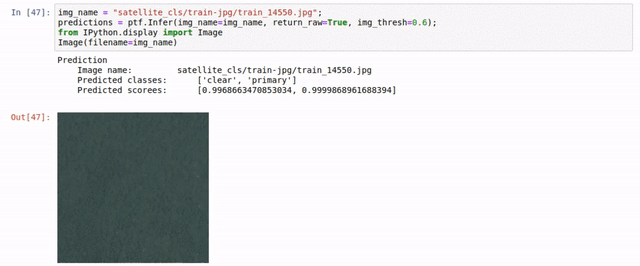 In [47]: img_name = "satellite_cls/train-jpg/train_14550.jpg";
predictions = ptf.Infer(img_name=img_name, return_raw=True, img_thresh=0.6);
from IPython.display import Image
Image(filename=img_name)
Prediction
Image name: satellite_cls/train-jpg/train_14550.jpg
Predicted classes: ['clear', 'primary']
Predicted scorees: [0.9968663470853034, 0.9999868961688394]
Out[47]: